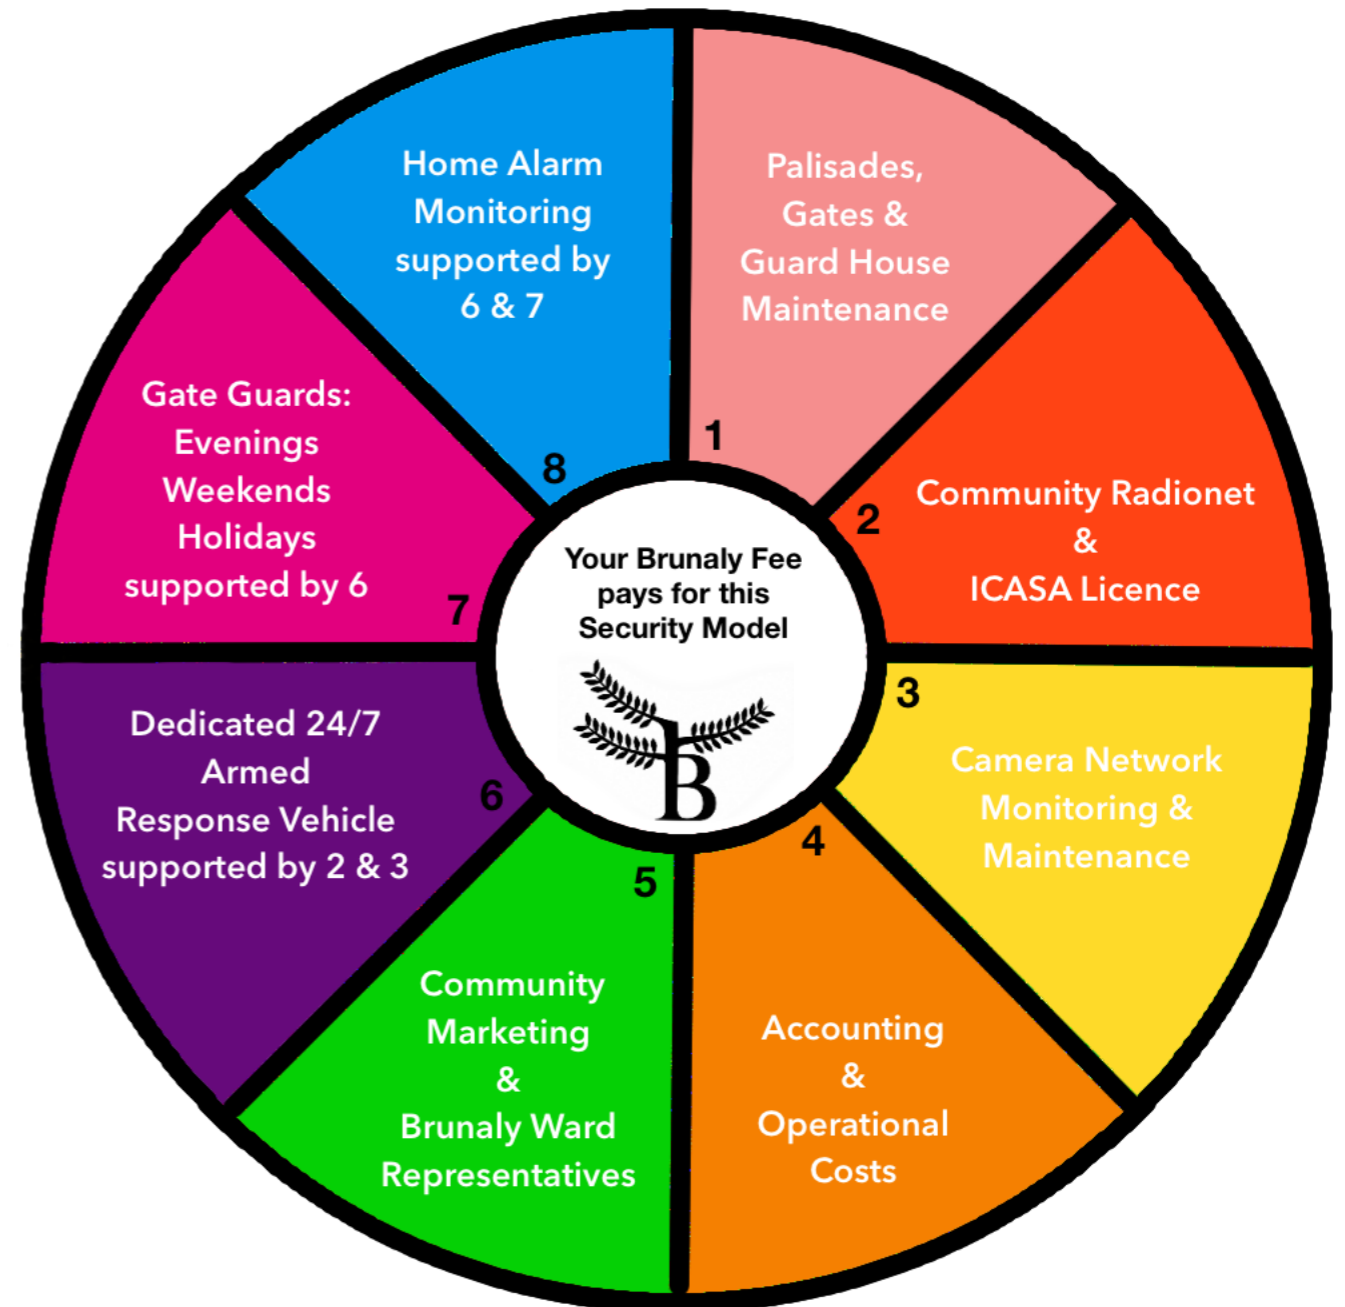 Your Brunaly Fee
pays for this
Security Model
B
1
Palisades,
Gates &
Guard House
Maintenance
2
Community Radionet
&
ICASA Licence
3
Camera Network
Monitoring &
Maintenance
4
Accounting
&
Operational
Costs
5
Community
Marketing
&
Brunaly Ward
Representatives
6
Dedicated 24/7
Armed
Response Vehicle
supported by 2 & 3
7
Gate Guards:
Evenings
Weekends
Holidays
supported by 6
8
Home Alarm
Monitoring
supported by
6 & 7